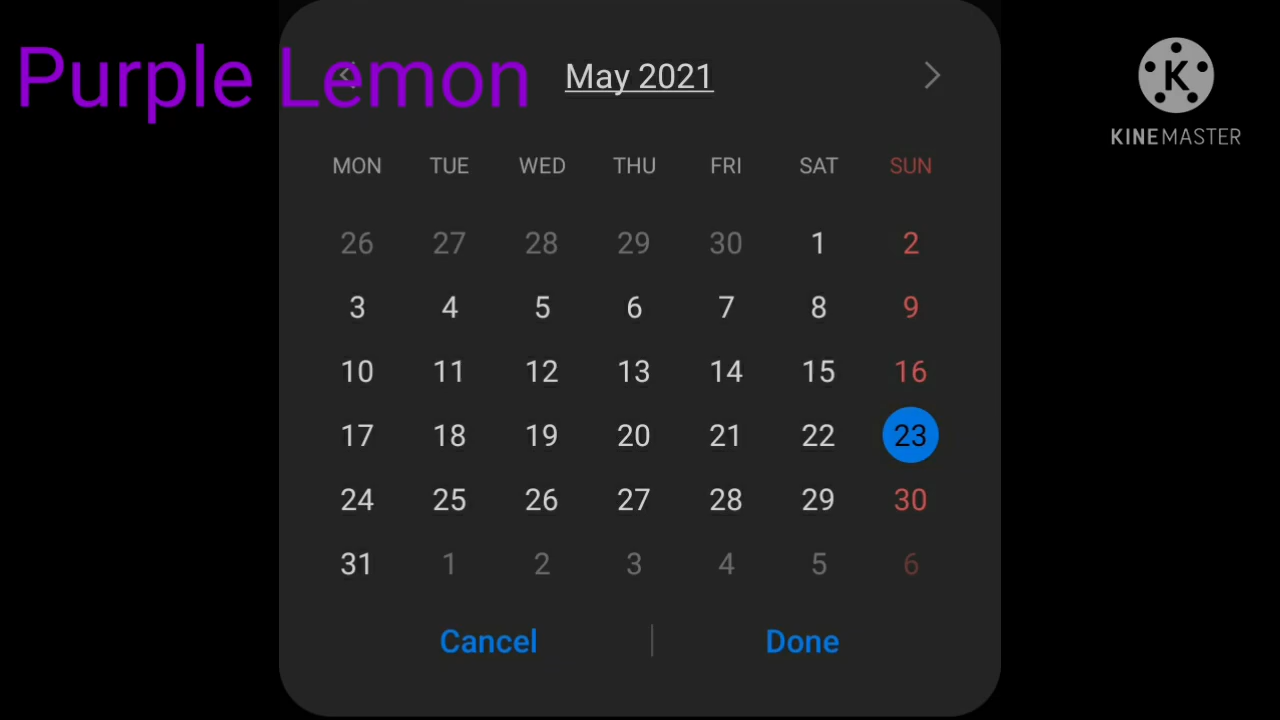 Purple Lemon
May 2021
KINEMASTER
MON TUE WED THU FRI SAT SUN
26 27 28 29 30 1 2
3 4 5 6 7 8 9
10 11 12 13 14 15 16
17 18 19 20 21 22 23
24 25 26 27 28 29 30
31 1 2 3 4 5 6
Cancel Done